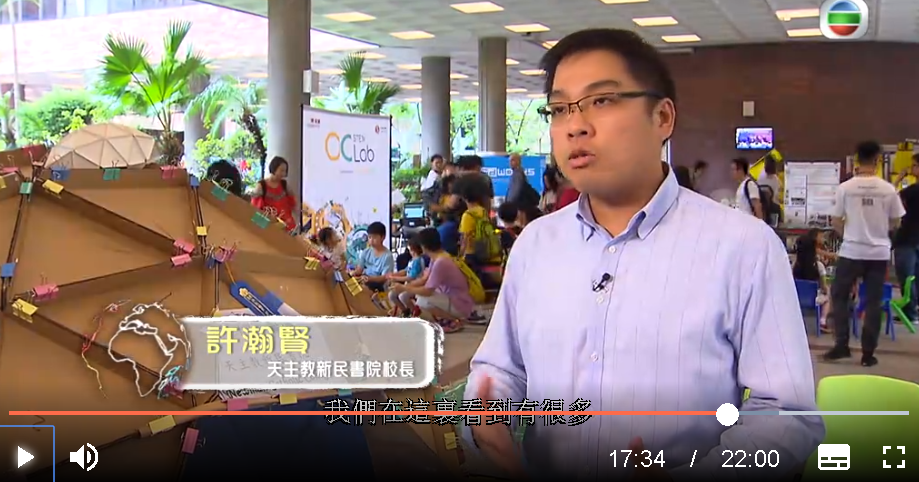 STEM
CC Lab
許瀚賢
天主教新民書院校長
我們在這裏看到有很多
17:34 / 22:00